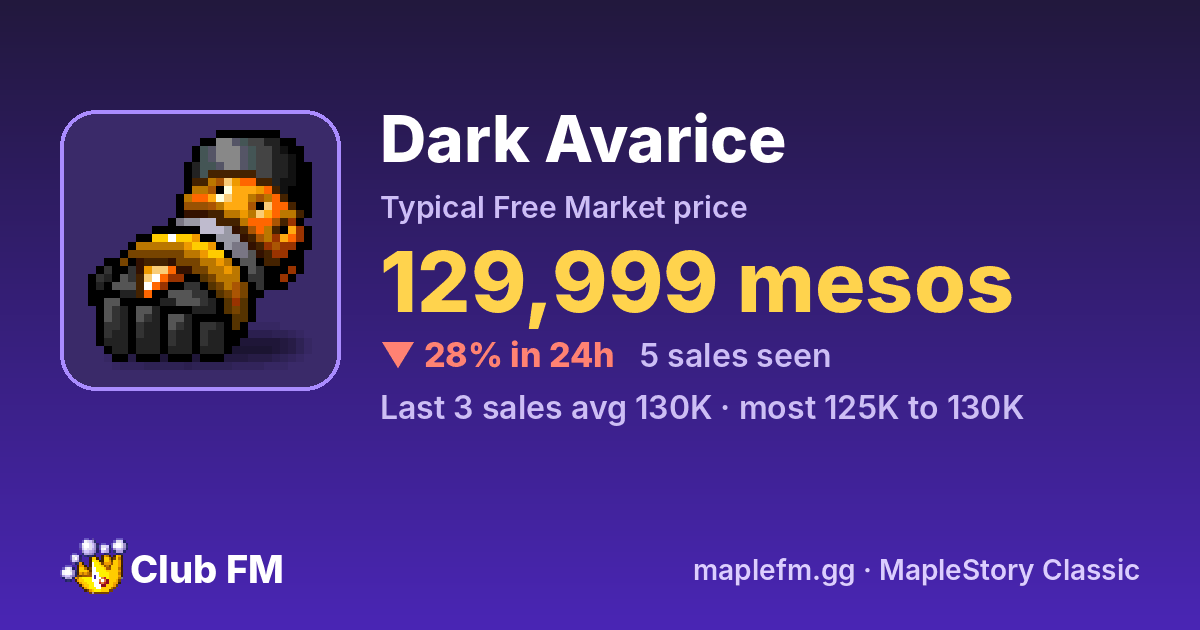 Dark Avarice
Typical Free Market price
129,999 mesos
▼ 28% in 24h 5 sales seen
Last 3 sales avg 130K · most 125K to 130K
Club FM
maplefm.gg · MapleStory Classic